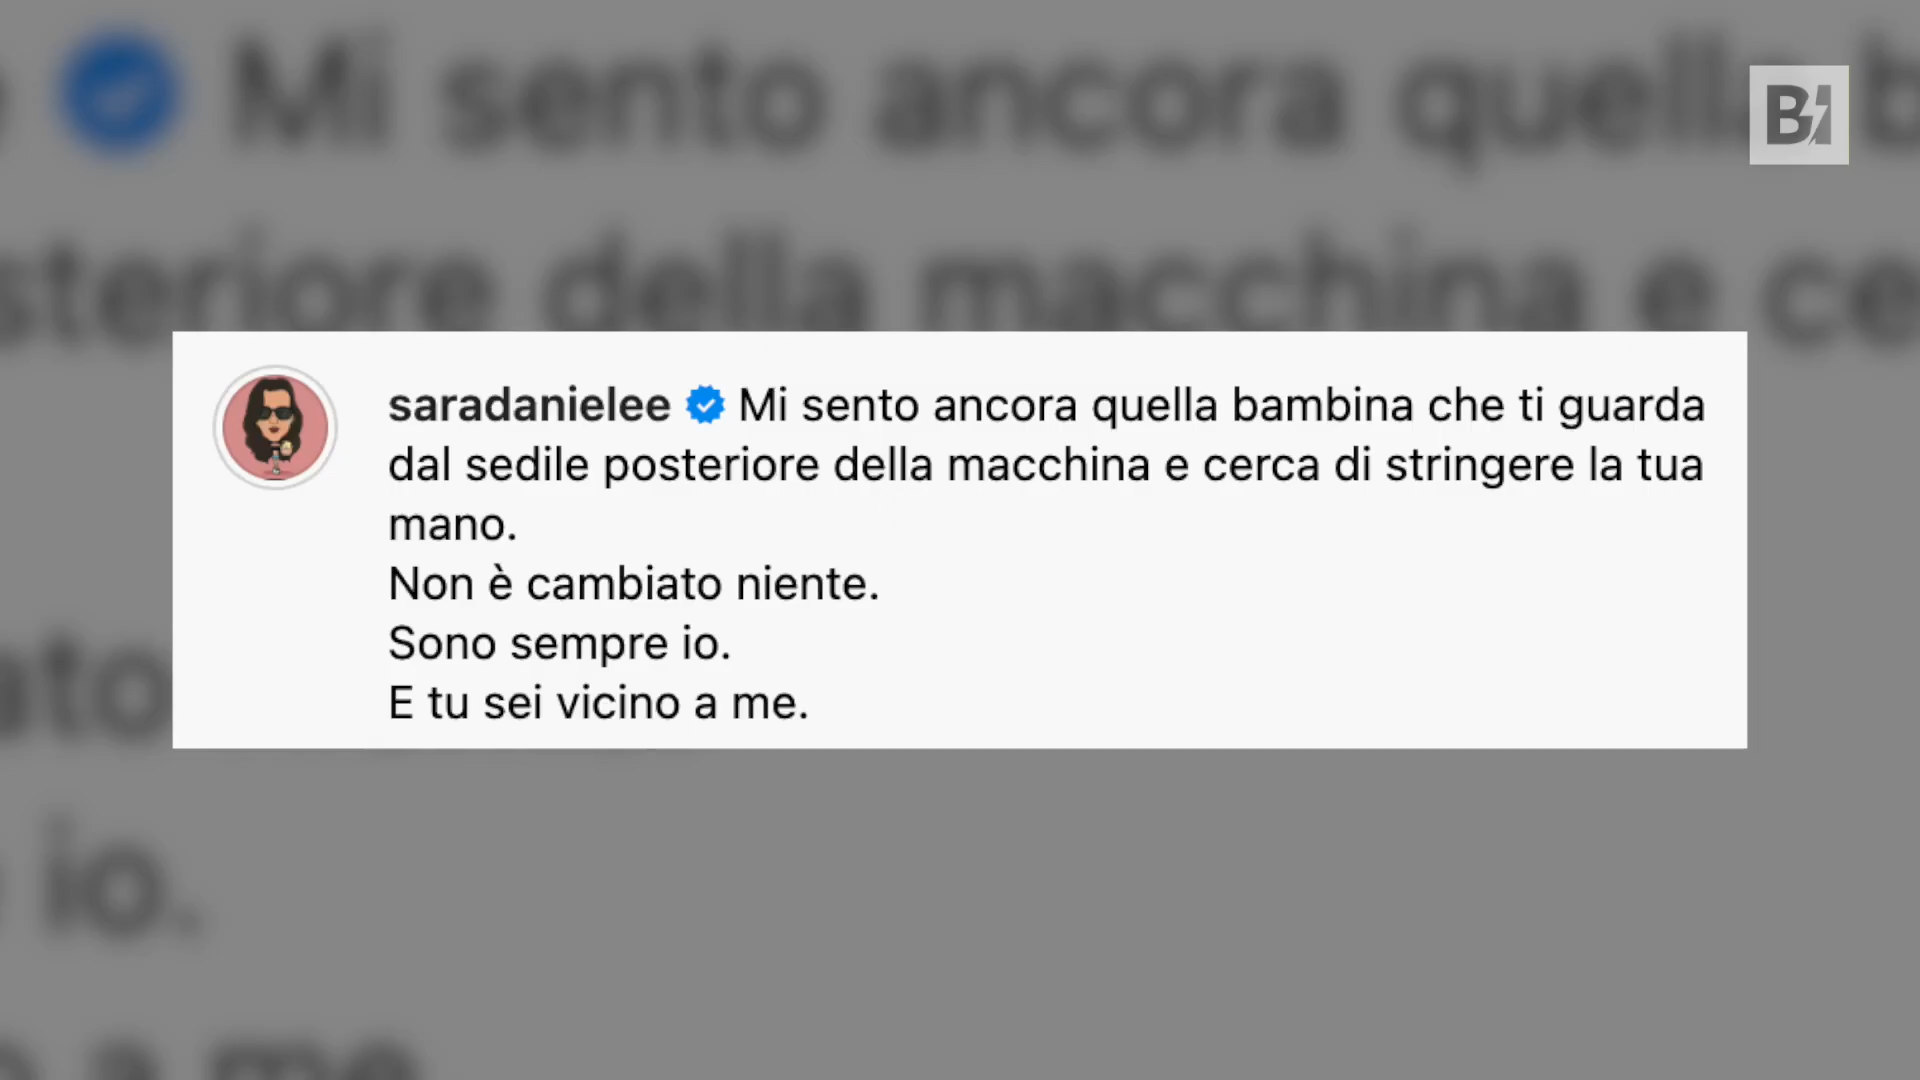 saradanielee Mi sento ancora quella bambina che ti guarda
dal sedile posteriore della macchina e cerca di stringere la tua
mano.
Non è cambiato niente.
Sono sempre io.
E tu sei vicino a me.